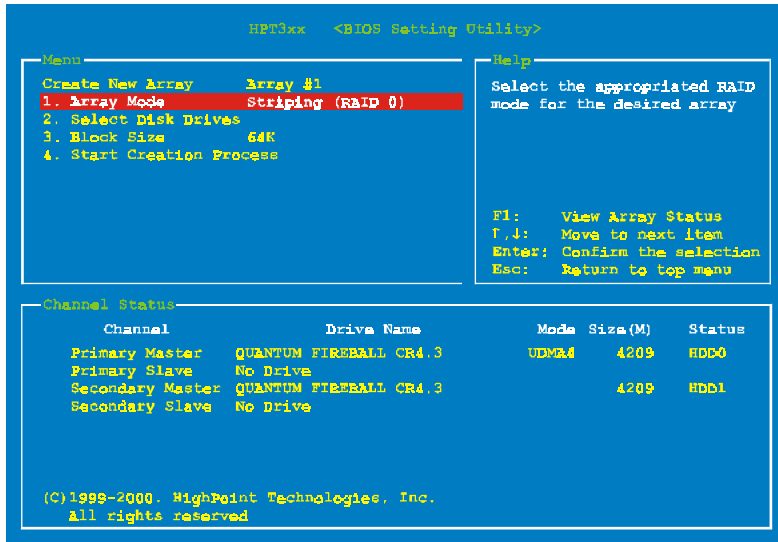 HPT3xx <BIOS Setting Utility>
Menu
Create New Array Array #1
1. Array Mode Striping (RAID 0)
2. Select Disk Drives
3. Block Size 64K
4. Start Creation Process
Help
Select the appropriated RAID
mode for the desired array
F1: View Array Status
↑,↓: Move to next item
Enter: Confirm the selection
Esc: Return to top menu
Channel Status
Channel Drive Name Mode Size(M) Status
Primary Master QUANTUM FIREBALL CR4.3 UDMA4 4209 HDD0
Primary Slave No Drive
Secondary Master QUANTUM FIREBALL CR4.3 4209 HDD1
Secondary Slave No Drive
(C)1999-2000. HighPoint Technologies, Inc.
All rights reserved